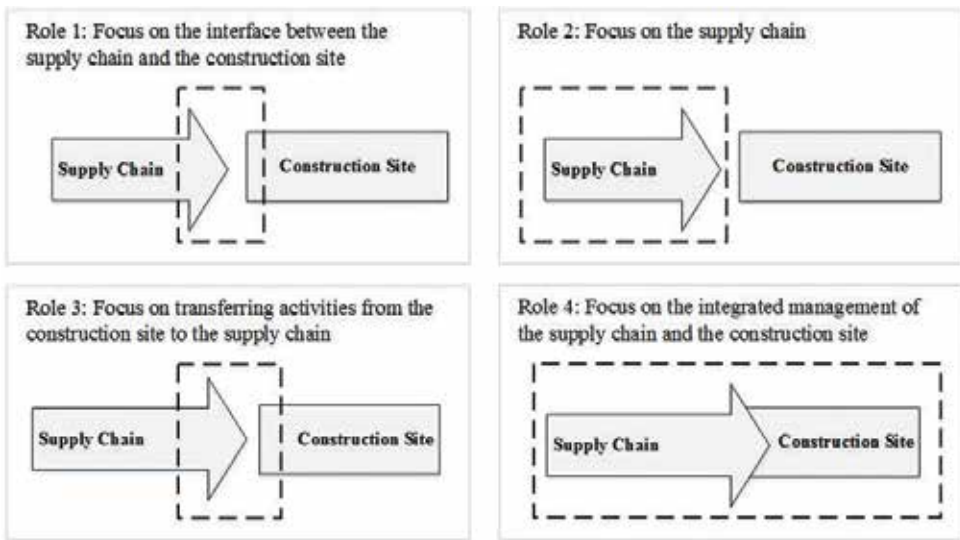 Role 1: Focus on the interface between the
supply chain and the construction site
Supply Chain
Construction Site
Role 2: Focus on the supply chain
Supply Chain
Construction Site
Role 3: Focus on transferring activities from the
construction site to the supply chain
Supply Chain
Construction Site
Role 4: Focus on the integrated management of
the supply chain and the construction site
Supply Chain
Construction Site